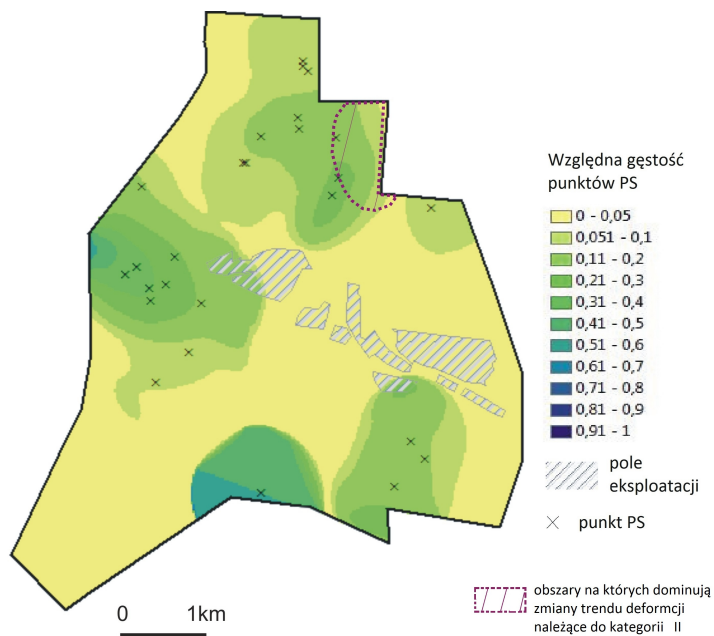 Względna gęstość
punktów PS
0 - 0,05
0,051 - 0,1
0,11 - 0,2
0,21 - 0,3
0,31 - 0,4
0,41 - 0,5
0,51 - 0,6
0,61 - 0,7
0,71 - 0,8
0,81 - 0,9
0,91 - 1
pole
eksploatacji
punkt PS
obszary na których dominują
zmiany trendu deformcji
należące do kategorii II
0 1km